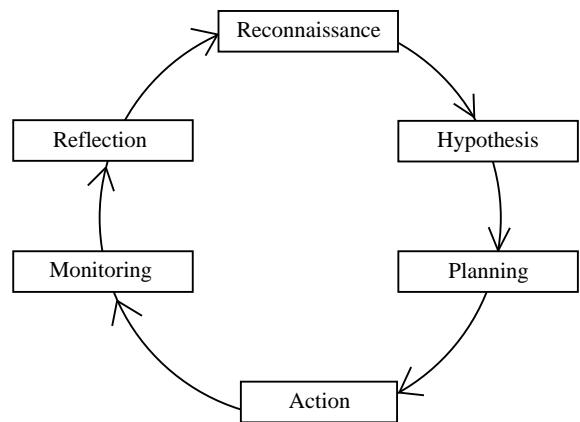 Reconnaissance
Hypothesis
Planning
Action
Monitoring
Reflection